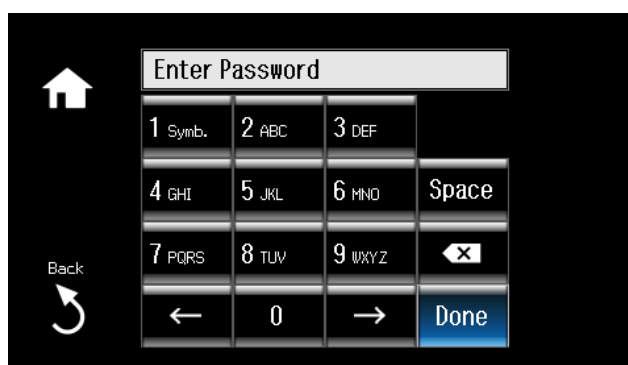 Enter Password
1 Symb. 2 ABC 3 DEF
4 GHI 5 JKL 6 MNO Space
7 PQRS 8 TUV 9 WXYZ
Back
← 0 → Done